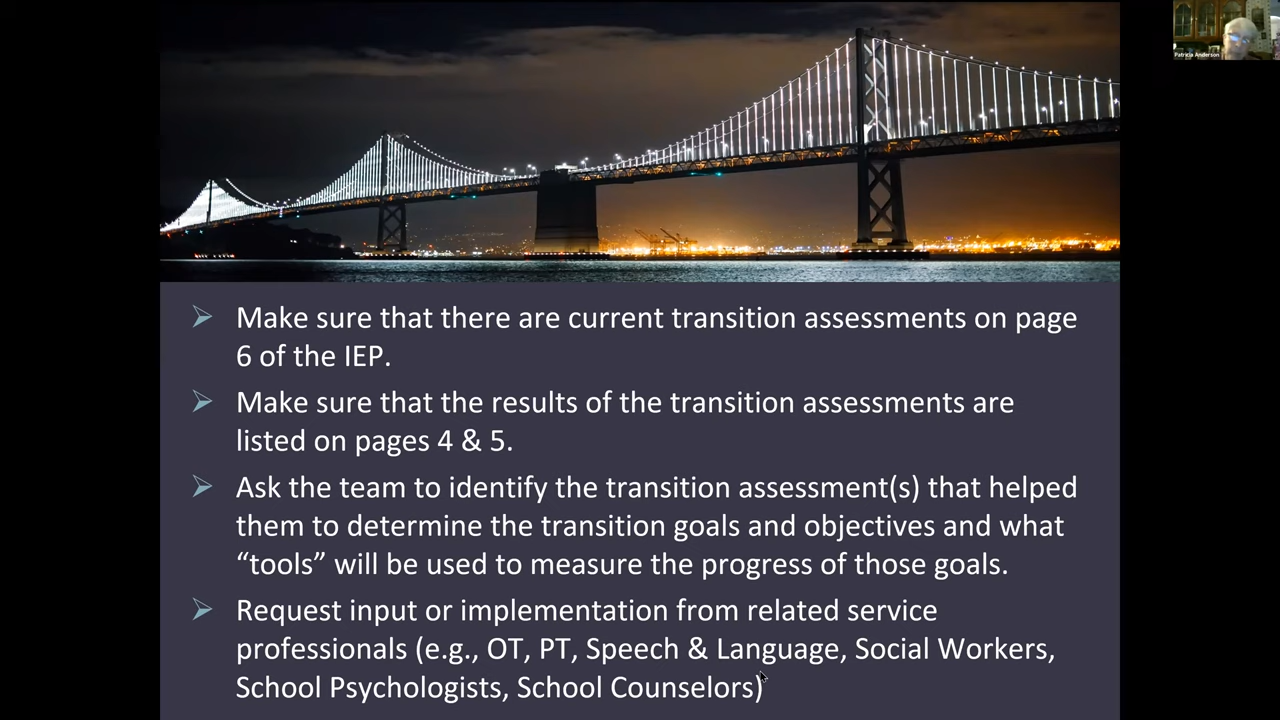 Patricia Anderson
➢ Make sure that there are current transition assessments on page
6 of the IEP.
➢ Make sure that the results of the transition assessments are
listed on pages 4 & 5.
➢ Ask the team to identify the transition assessment(s) that helped
them to determine the transition goals and objectives and what
“tools” will be used to measure the progress of those goals.
➢ Request input or implementation from related service
professionals (e.g., OT, PT, Speech & Language, Social Workers,
School Psychologists, School Counselors)